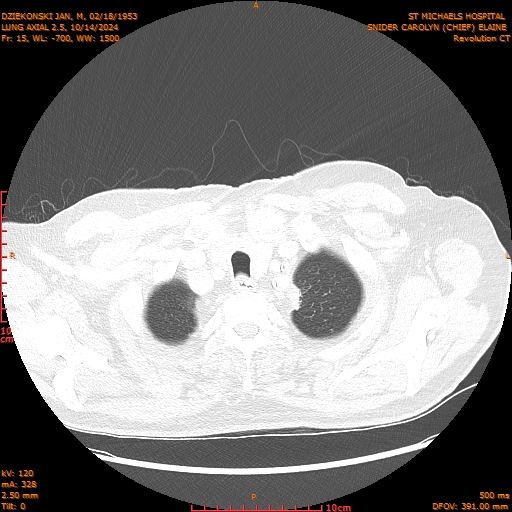 A
DZIEKONSKI JAN, M, 02/18/1953
LUNG AXIAL 2.5, 10/14/2024
Fr: 15, WL: -700, WW: 1500
ST MICHAELS HOSPITAL
SNIDER CAROLYN (CHIEF) ELAINE
Revolution CT
R
L
10
cm
kV: 120
mA: 328
2.50 mm
Tilt: 0
P
10cm
500 ms
DFOV: 391.00 mm